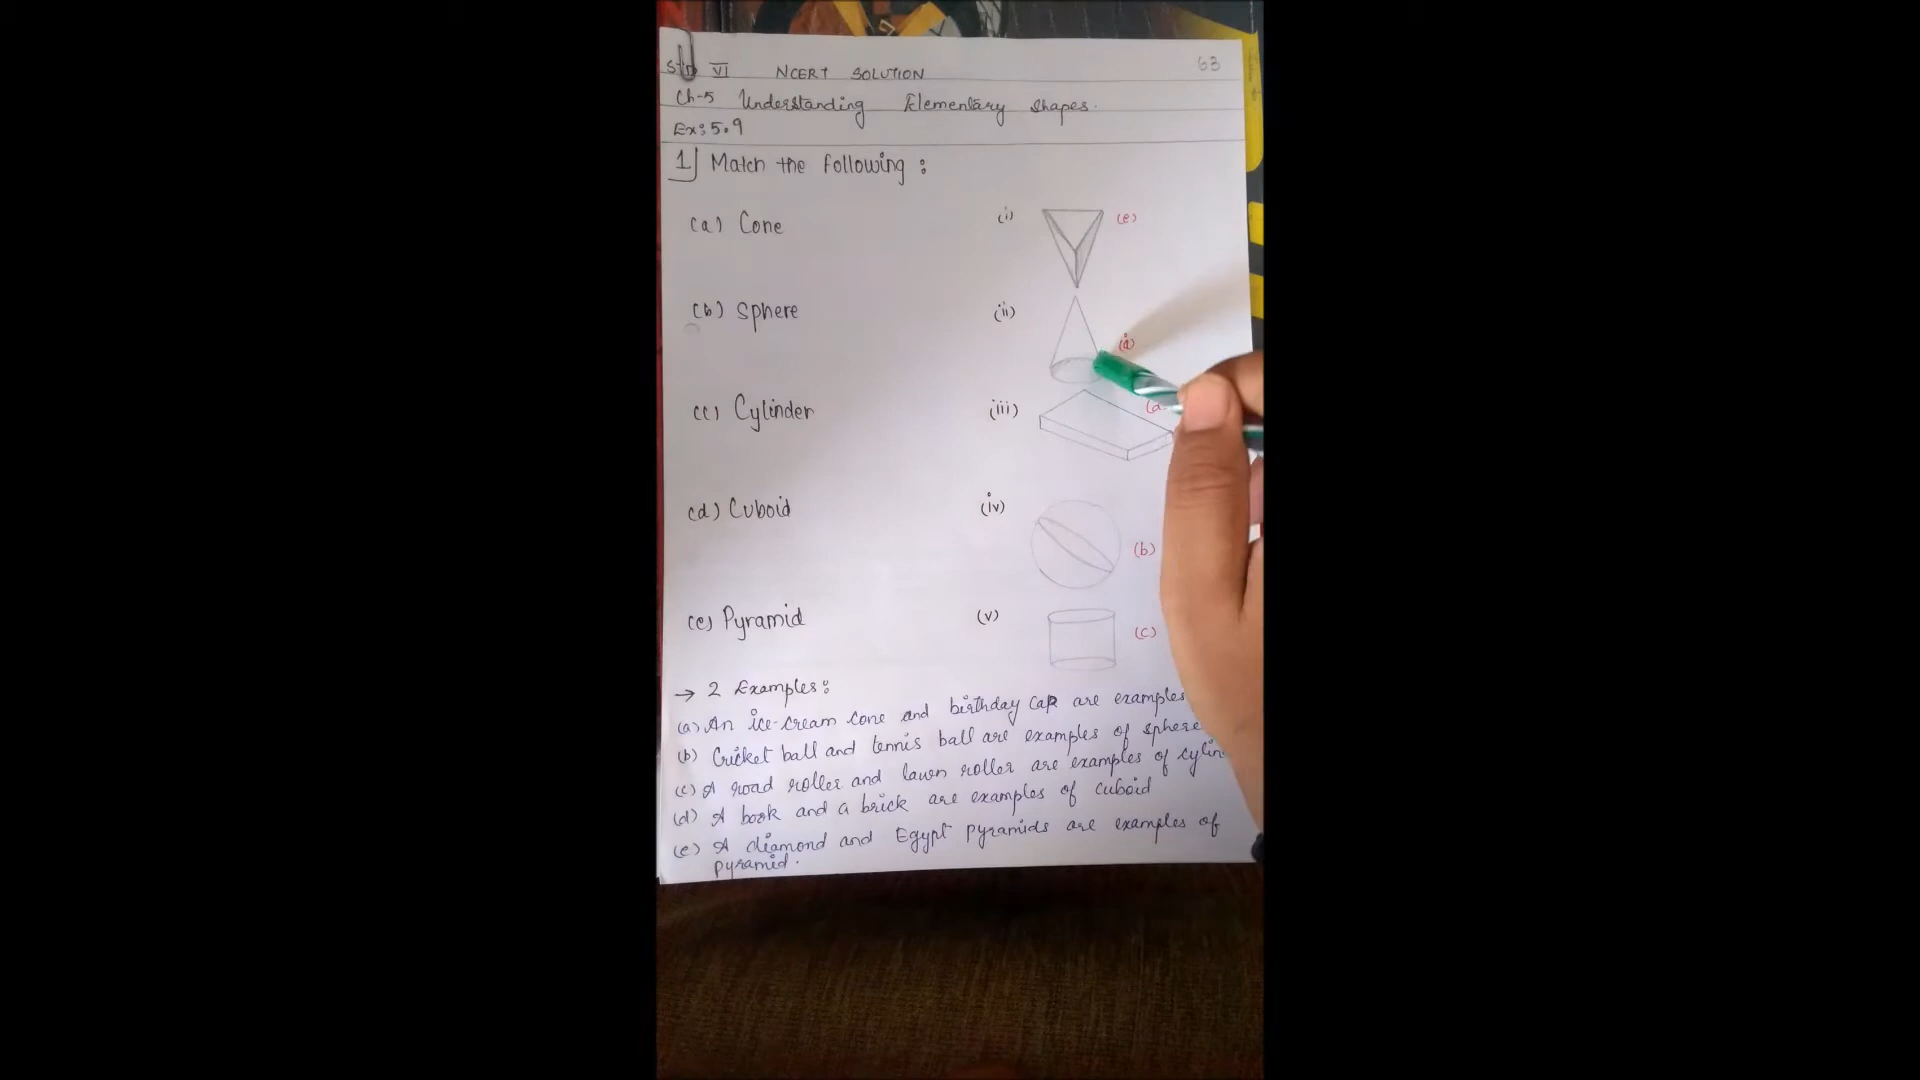 Std VI NCERT SOLUTION 63
Ch-5 Understanding Elementary Shapes.
Ex: 5.9
1 Match the following :
(a) Cone (i) (e)
(b) Sphere (ii) (a)
(c) Cylinder (iii)
(d) Cuboid (iv) (b)
(e) Pyramid (v) (c)
→ 2 Examples:
(a) An ice-cream cone and birthday cap are examples
(b) Cricket ball and tennis ball are examples of sphere
(c) A road roller and lawn roller are examples of
(d) A book and a brick are examples of cuboid
(e) A diamond and Egypt pyramids are examples of
pyramid.